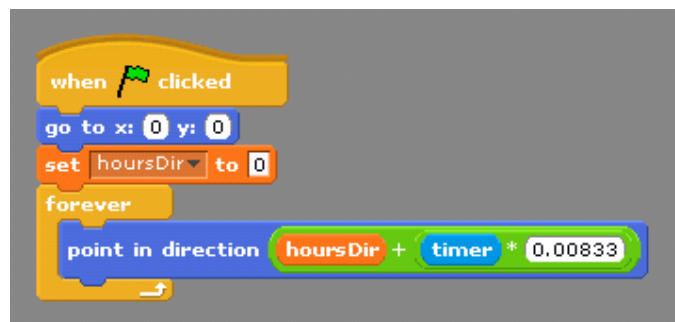 when clicked
go to x: 0 y: 0
set hoursDir to 0
forever
point in direction hoursDir + timer * 0.00833